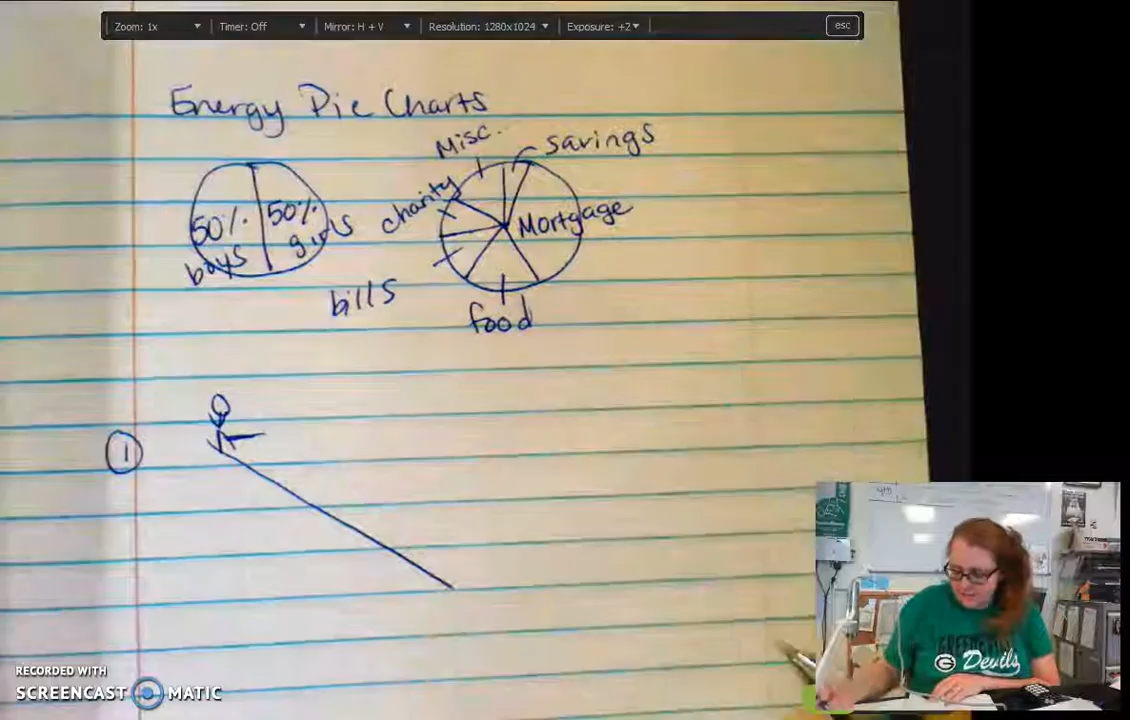 Zoom: 1x Timer: Off Mirror: H + V Resolution: 1280x1024 Exposure: +2 esc
Energy Pie Charts
50% boys
50% girls
Misc.
savings
charity
Mortgage
bills
food
1
RECORDED WITH
SCREENCAST MATIC
G Devils